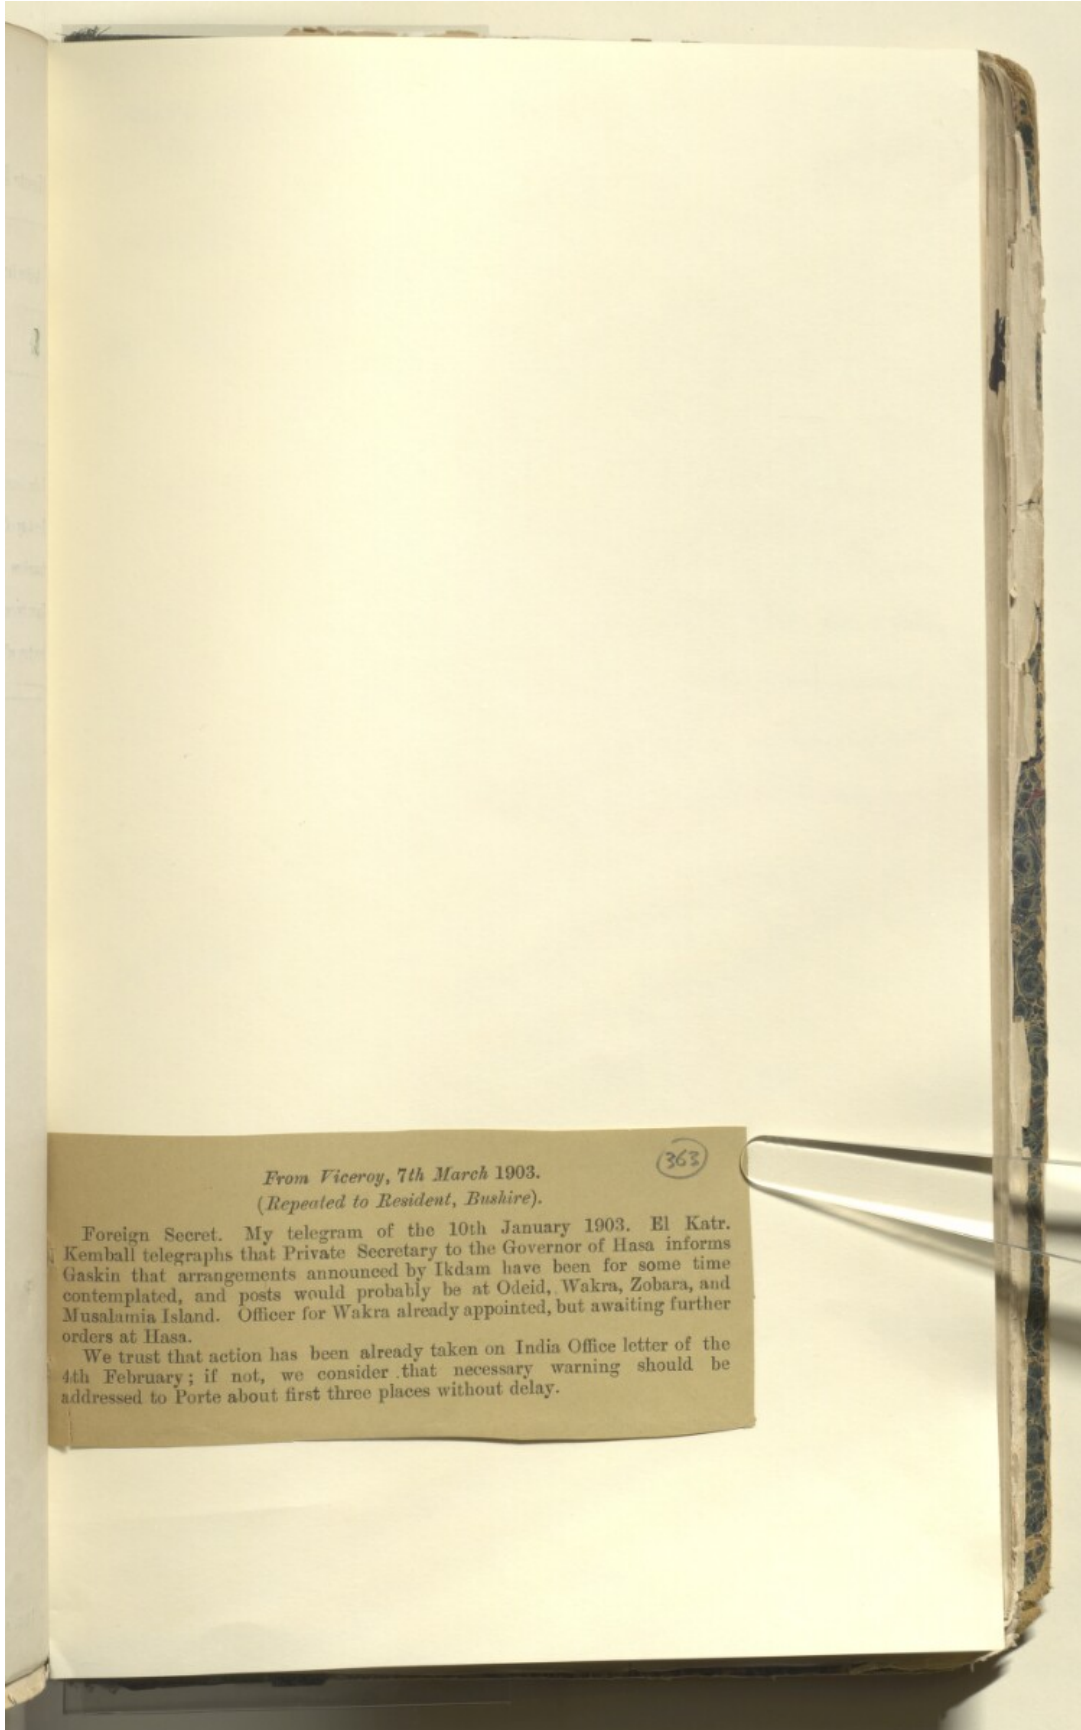 363
From Viceroy, 7th March 1903.
(Repeated to Resident, Bushire).
Foreign Secret. My telegram of the 10th January 1903. El Katr.
Kemball telegraphs that Private Secretary to the Governor of Hasa informs
Gaskin that arrangements announced by Ikdam have been for some time
contemplated, and posts would probably be at Odeid, Wakra, Zobara, and
Musalamia Island. Officer for Wakra already appointed, but awaiting further
orders at Hasa.
We trust that action has been already taken on India Office letter of the
4th February; if not, we consider that necessary warning should be
addressed to Porte about first three places without delay.